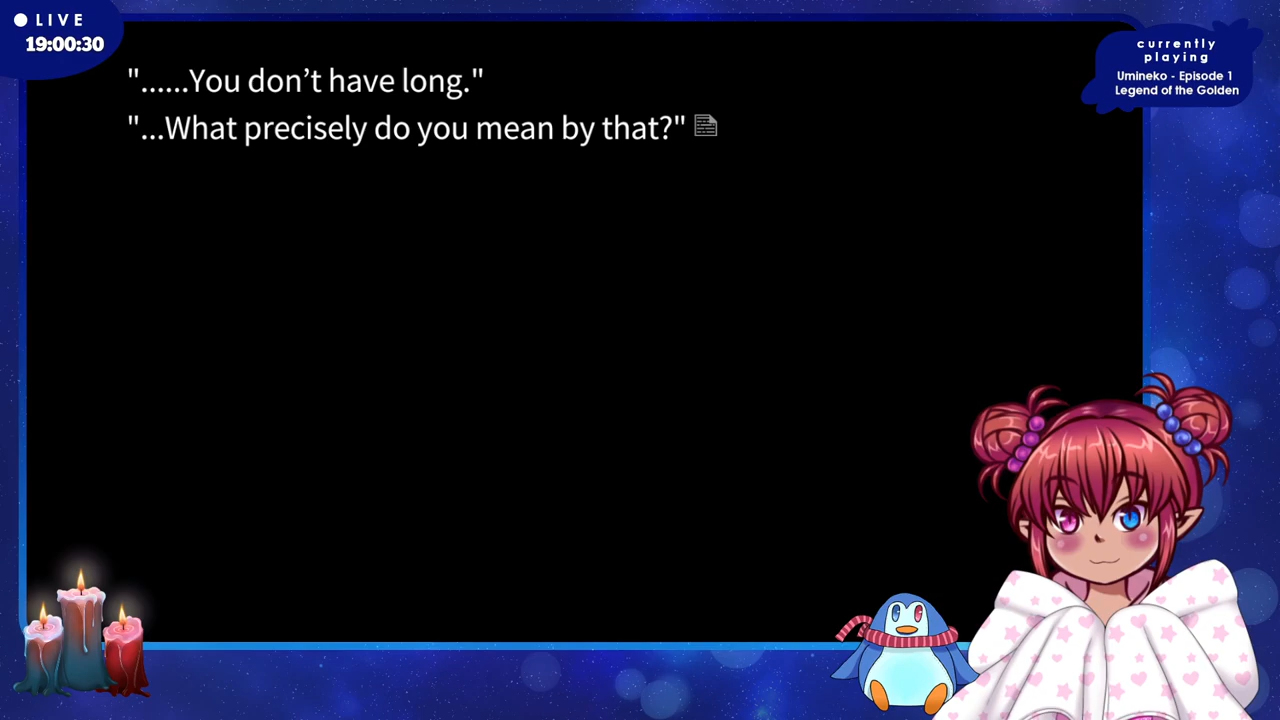 LIVE
19:00:30
currently
playing
Umineko - Episode 1
Legend of the Golden
"......You don’t have long."
"...What precisely do you mean by that?"